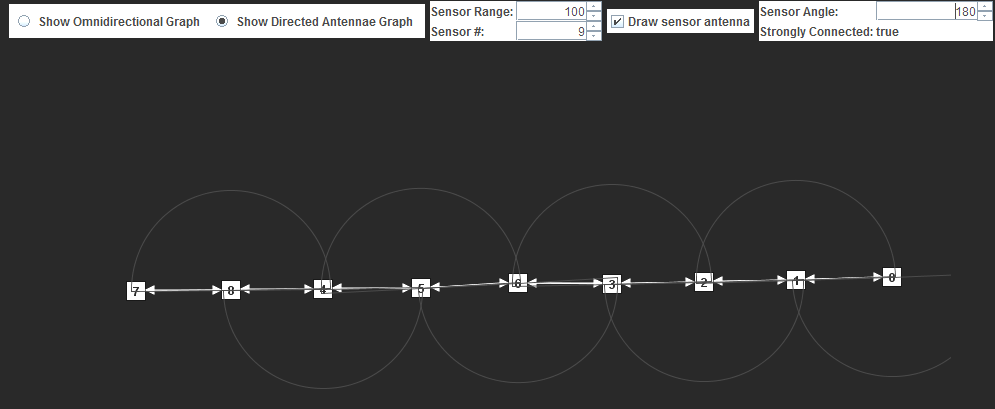 Show Omnidirectional Graph Show Directed Antennae Graph Sensor Range: 100 Draw sensor antenna Sensor Angle: 180
Sensor #: 9 Strongly Connected: true
7 8 4 5 6 3 2 1 0